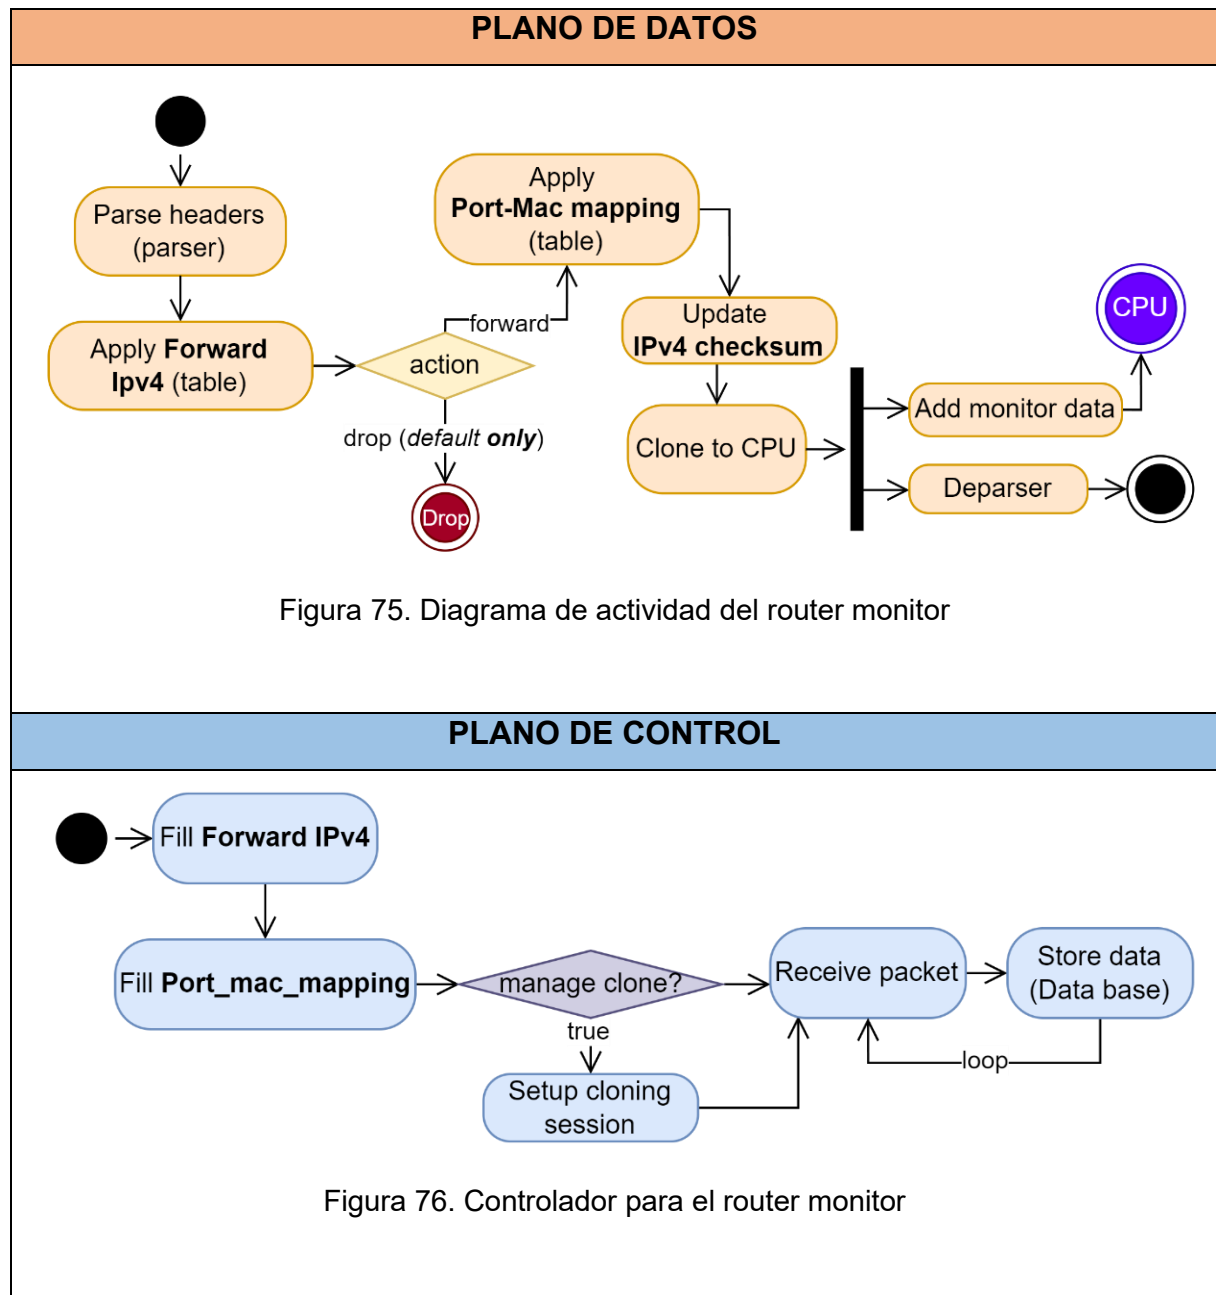 PLANO DE DATOS
Parse headers
(parser)
Apply Forward
Ipv4 (table)
action
forward
drop (default only)
Drop
Apply
Port-Mac mapping
(table)
Update
IPv4 checksum
Clone to CPU
Add monitor data
CPU
Deparser
Figura 75. Diagrama de actividad del router monitor
PLANO DE CONTROL
Fill Forward IPv4
Fill Port_mac_mapping
manage clone?
true
Setup cloning
session
Receive packet
Store data
(Data base)
loop
Figura 76. Controlador para el router monitor